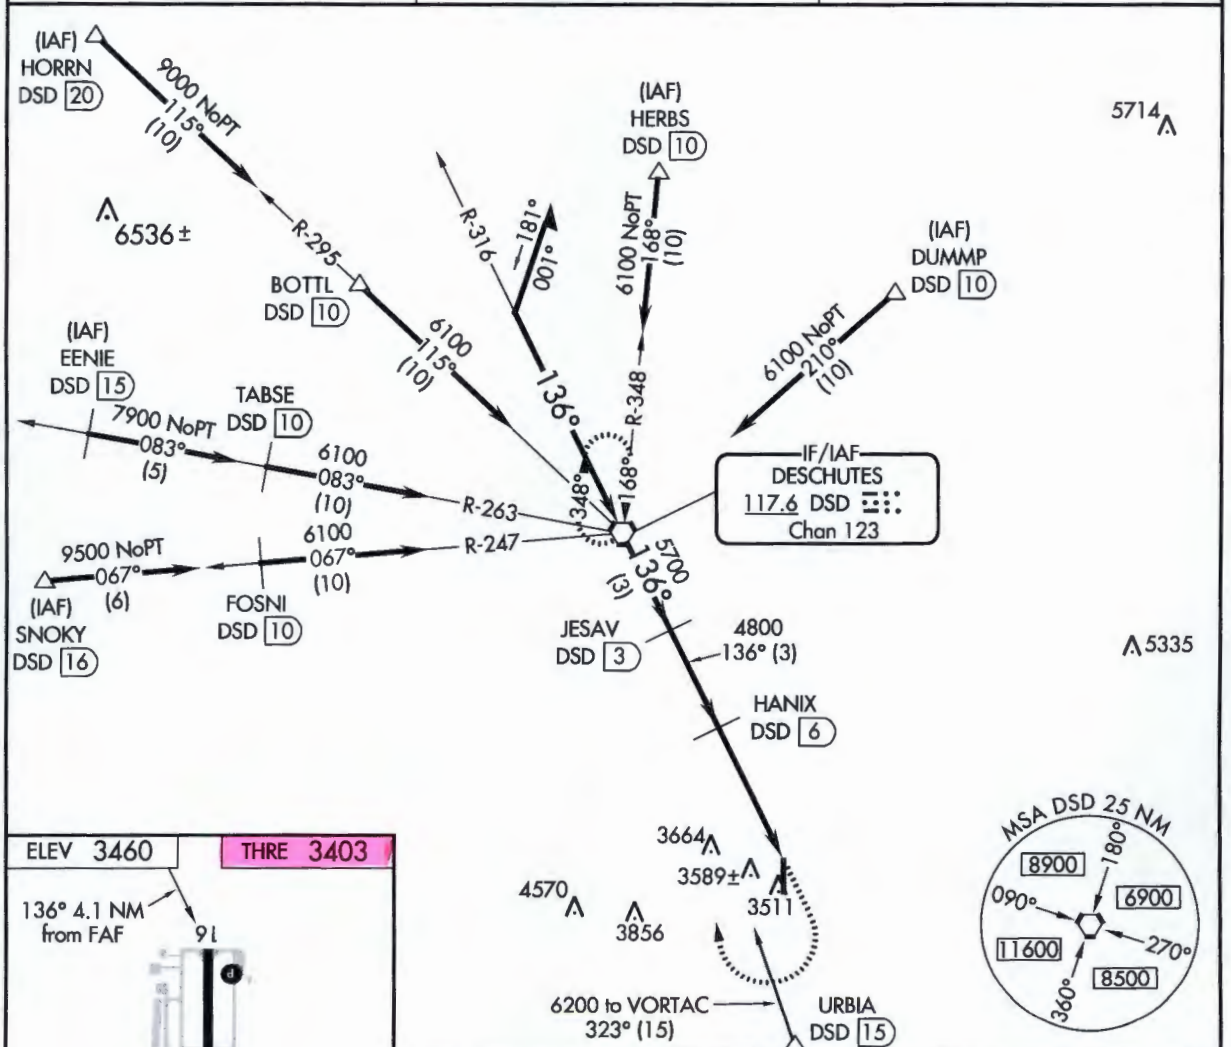 (IAF)
HORRN
DSD 20
9000 NoPT
115°
(10)
6536±
R-295
BOTTL
DSD 10
6100
115°
(10)
R-316
181°
001°
136°
(IAF)
HERBS
DSD 10
6100 NoPT
168°
(10)
R-348
348°
168°
5714
(IAF)
DUMMP
DSD 10
6100 NoPT
210°
(10)
(IAF)
EENIE
DSD 15
7900 NoPT
083°
(5)
TABSE
DSD 10
6100
083°
(10)
R-263
IF/IAF
DESCHUTES
117.6 DSD
Chan 123
9500 NoPT
067°
(6)
(IAF)
SNOKY
DSD 16
6100
067°
(10)
R-247
FOSNI
DSD 10
5700
136°
(3)
JESAV
DSD 3
4800
136° (3)
5335
HANIX
DSD 6
3664
3589±
3511
4570
3856
6200 to VORTAC
323° (15)
URBIA
DSD 15
MSA DSD 25 NM
180°
8900
6900
090°
270°
11600
8500
360°
ELEV 3460
THRE 3403
136° 4.1 NM
from FAF
16
P